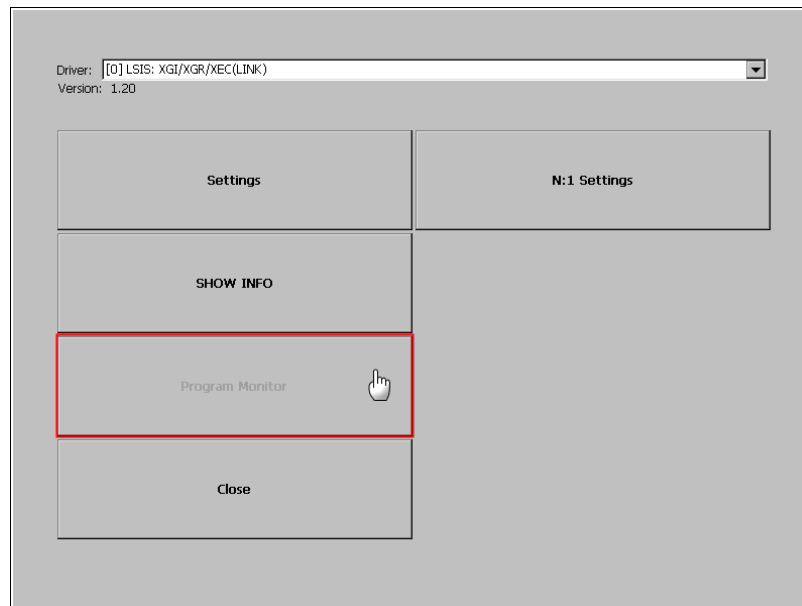 Driver: [0] LSIS: XGI/XGR/XEC(LINK)
Version: 1.20
Settings
N:1 Settings
SHOW INFO
Program Monitor
Close